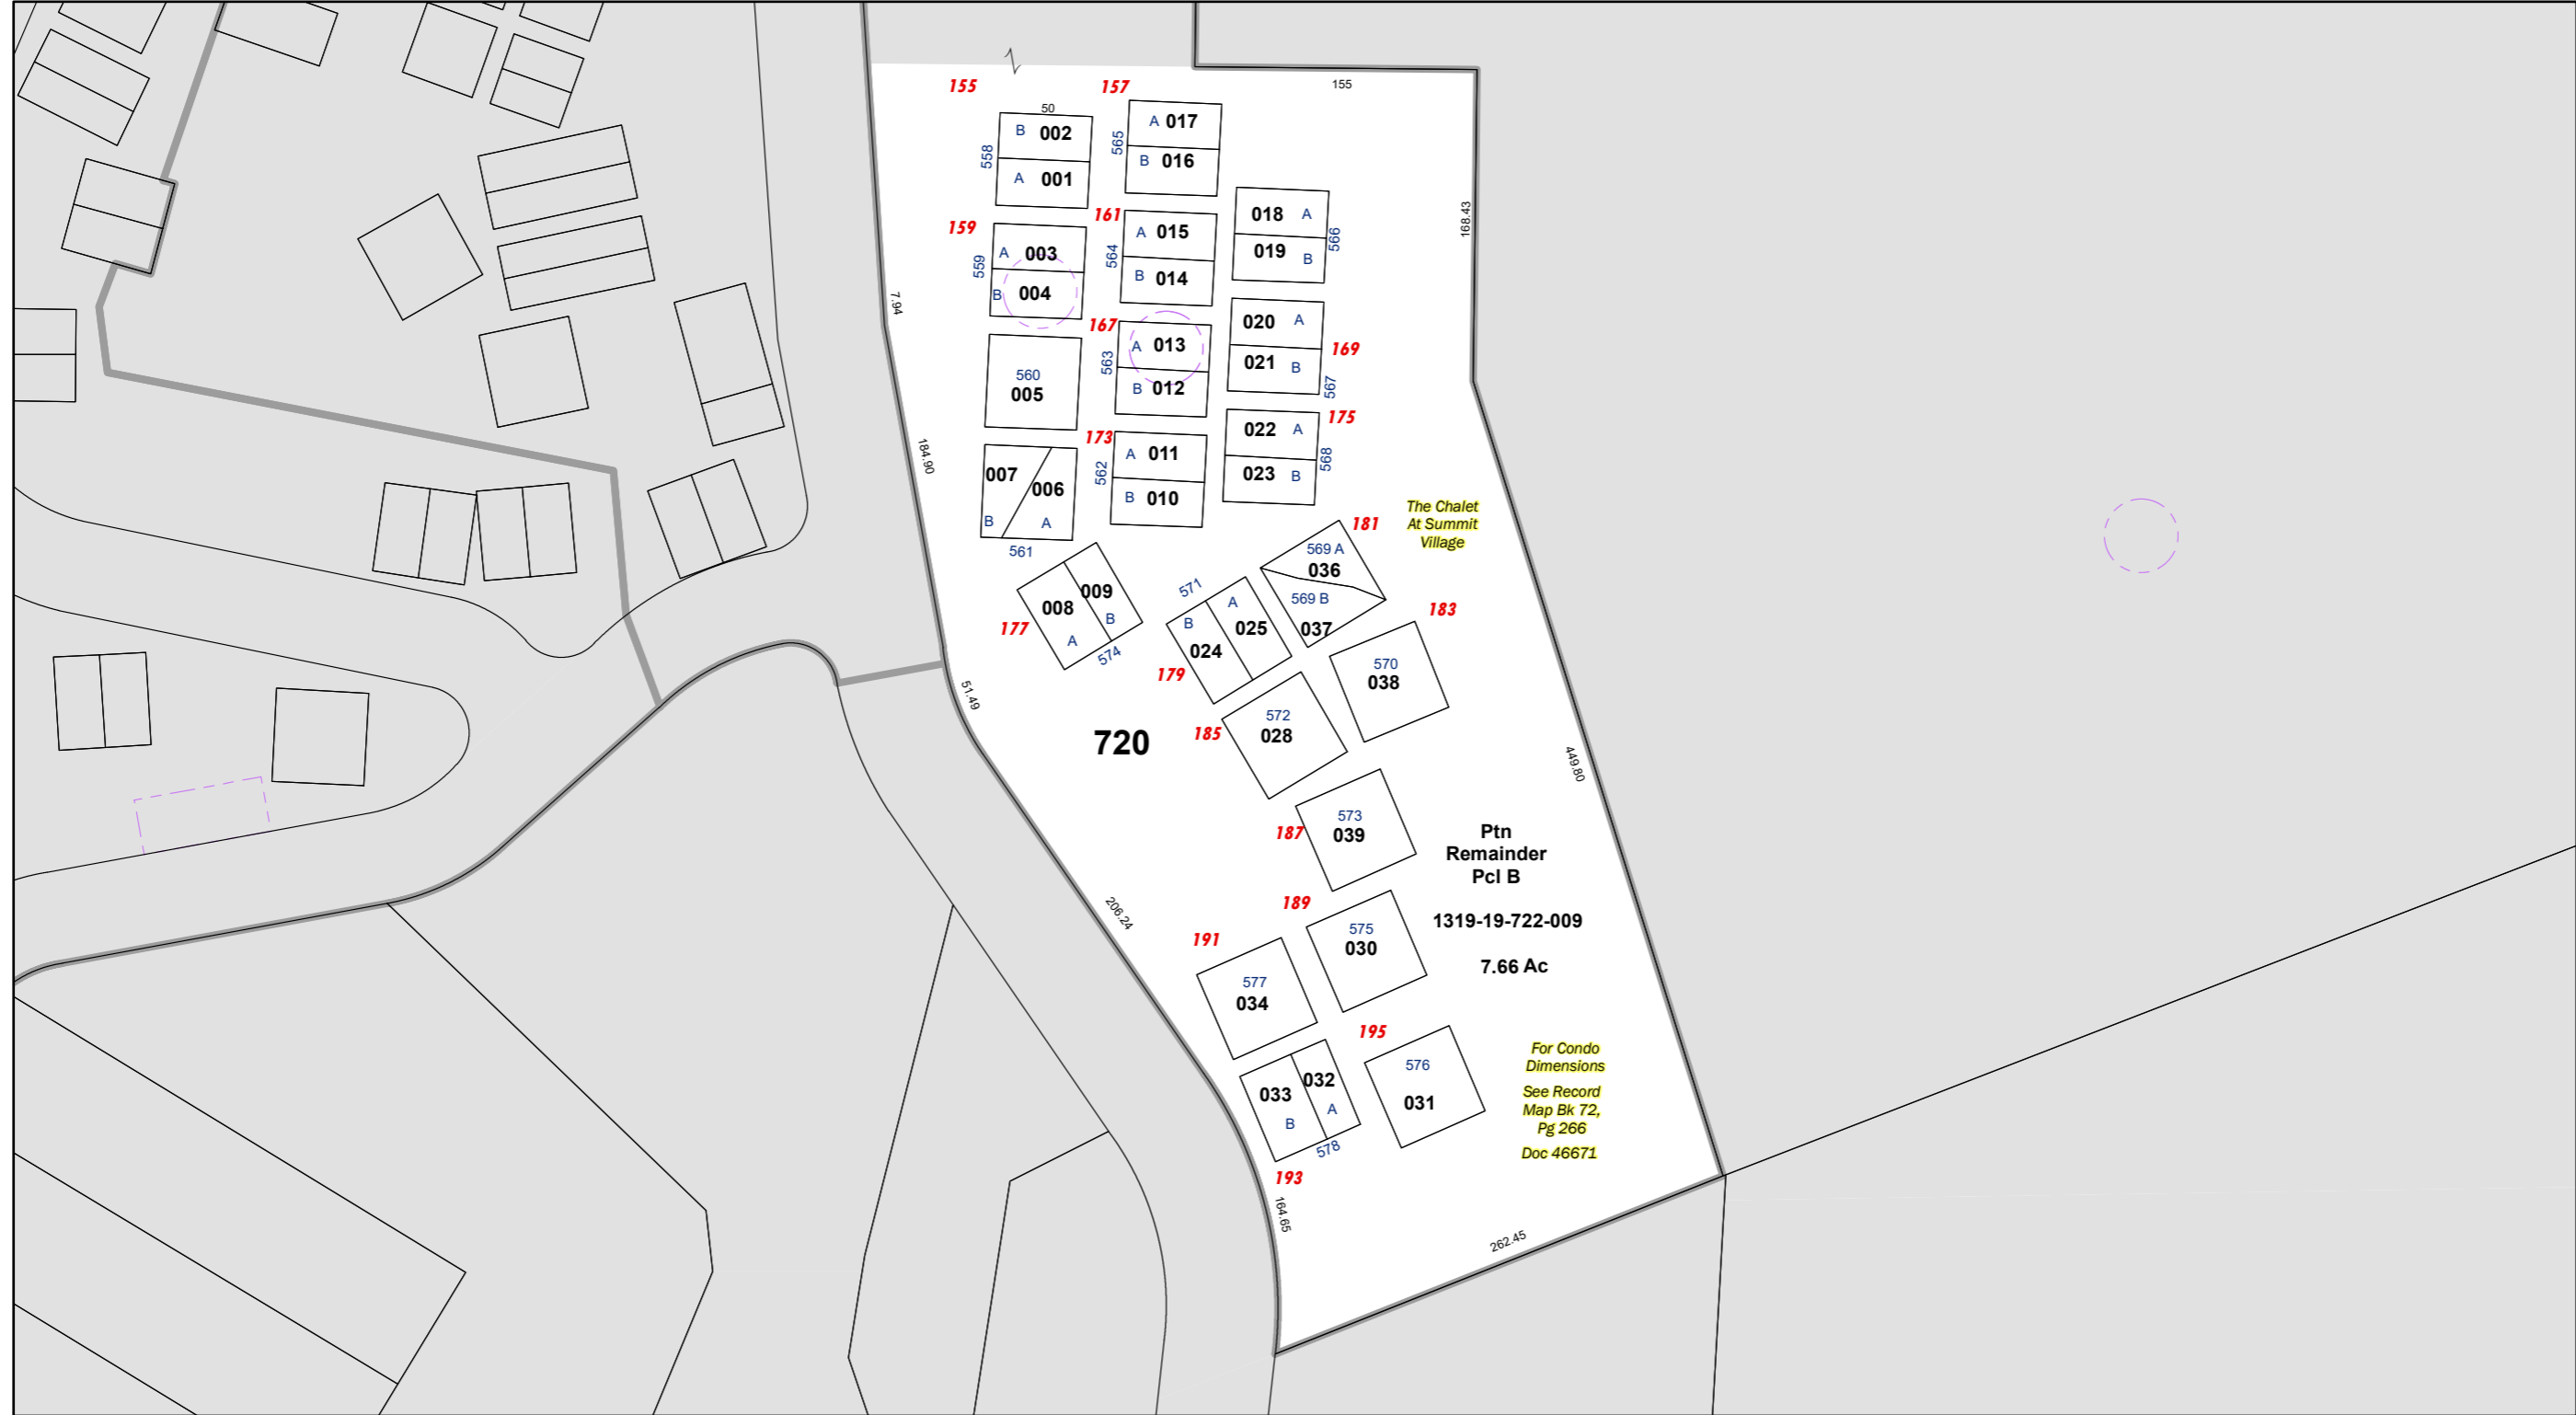 155
157
155
50
B 002
A 017
558
565
A 001
B 016
018 A
168.43
159
161
A 003
A 015
566
019 B
559
564
B 004
B 014
7.94
020 A
167
169
A 013
560
005
563
021 B
567
B 012
184.90
173
175
022 A
007
A 011
568
006
562
023 B
B
A
B 010
561
The Chalet
At Summit
Village
181
569 A
036
571
009
008
A
569 B
183
B
B
025
037
177
A
024
574
570
038
179
51.49
572
028
185
720
449.80
573
039
187
Ptn
Remainder
Pcl B
1319-19-722-009
7.66 Ac
189
206.24
575
030
191
577
034
195
For Condo
Dimensions
See Record
Map Bk 72,
Pg 266
Doc 46671
032
576
033
A
031
B
578
193
164.65
262.45